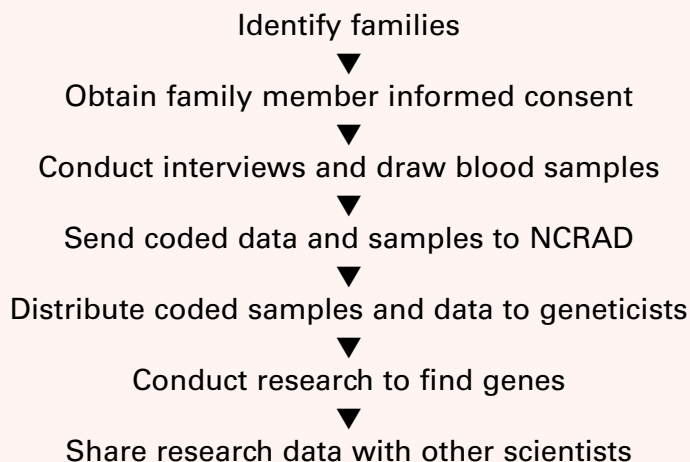 Identify families
▼
Obtain family member informed consent
▼
Conduct interviews and draw blood samples
▼
Send coded data and samples to NCRAD
▼
Distribute coded samples and data to geneticists
▼
Conduct research to find genes
▼
Share research data with other scientists